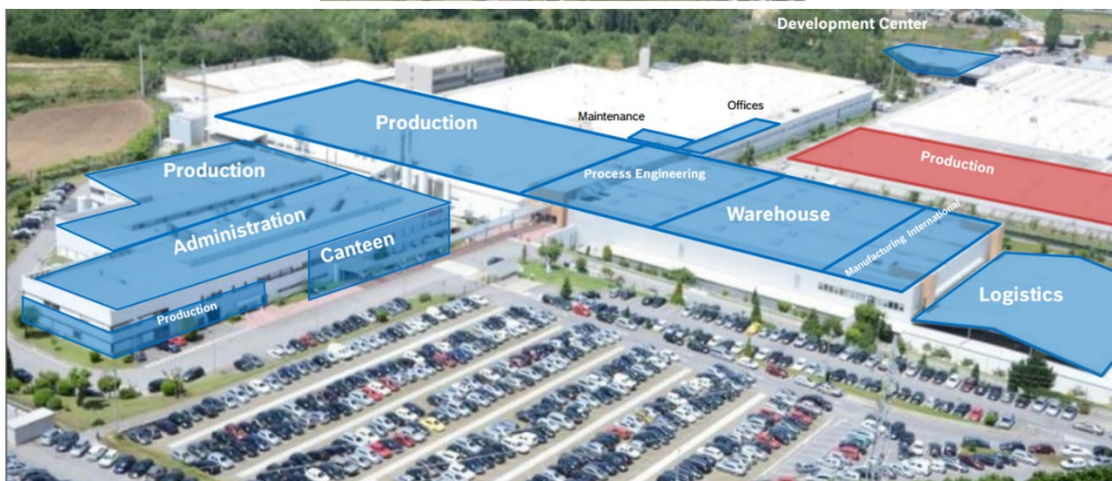 Development Center
Offices
Maintenance
Production
Process Engineering
Production
Production
Warehouse
Administration
Manufacturing International
Canteen
Logistics
Production